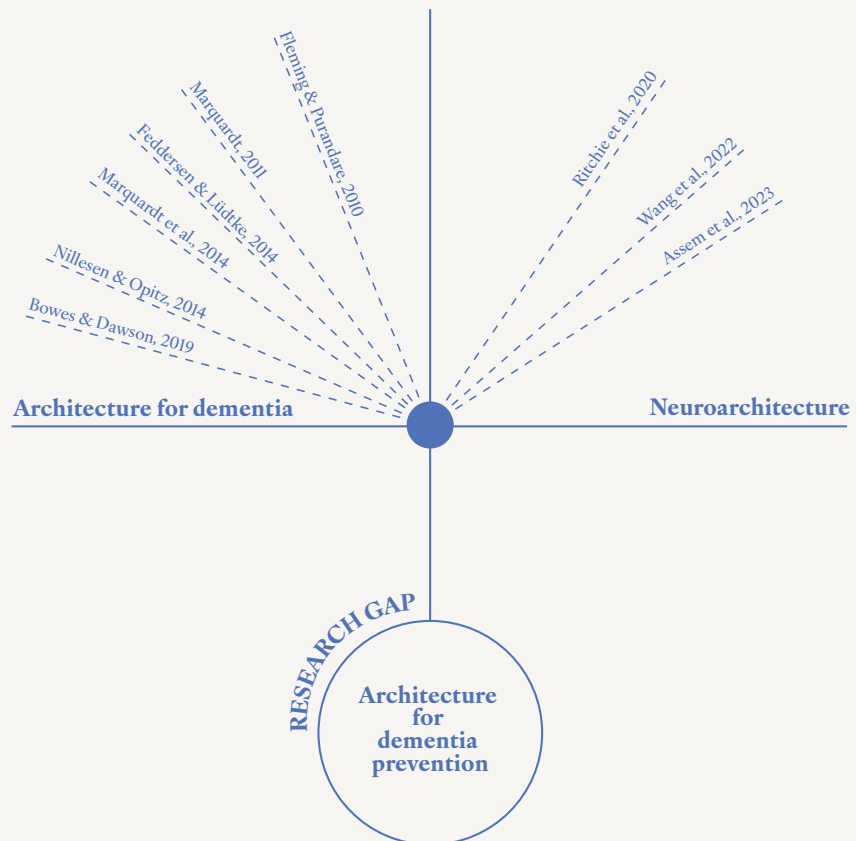 Fleming & Purandare, 2010
Marquardt, 2011
Feddersen & Lüdtke, 2014
Marquardt et al., 2014
Nillesen & Opitz, 2014
Bowes & Dawson, 2019
Architecture for dementia
Ritchie et al., 2020
Wang et al., 2022
Assem et al., 2023
Neuroarchitecture
RESEARCH GAP
Architecture
for
dementia
prevention